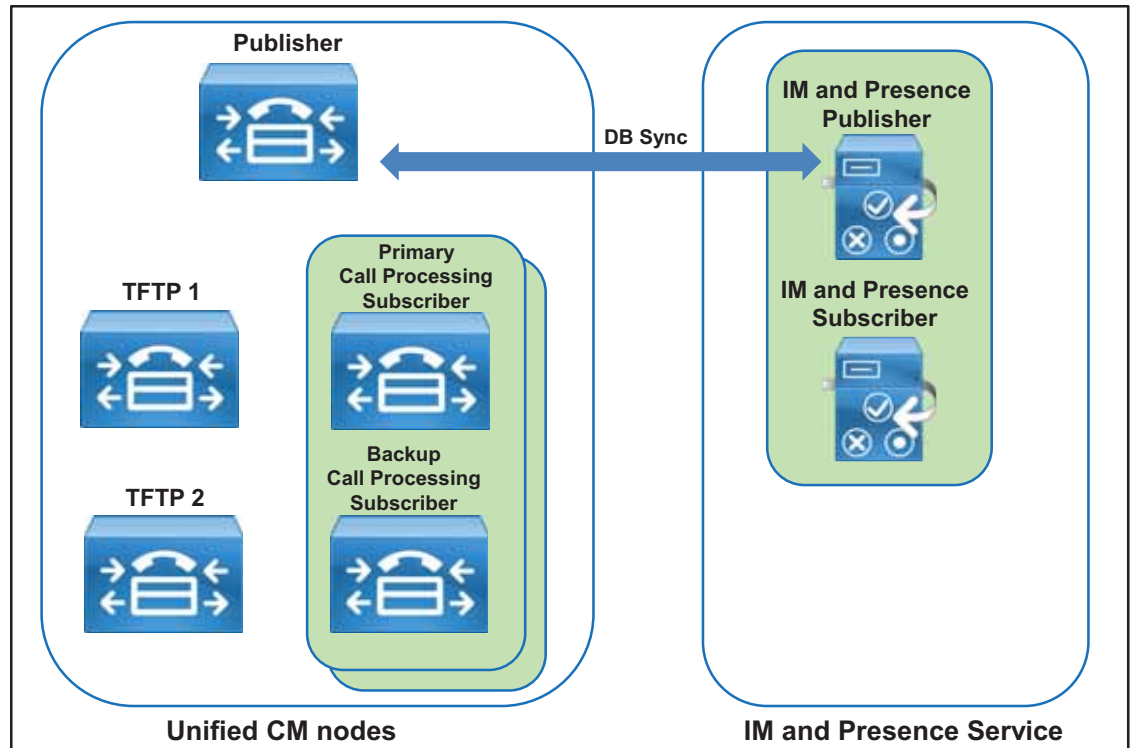 Publisher
DB Sync
IM and Presence
Publisher
TFTP 1
Primary
Call Processing
Subscriber
IM and Presence
Subscriber
TFTP 2
Backup
Call Processing
Subscriber
Unified CM nodes
IM and Presence Service